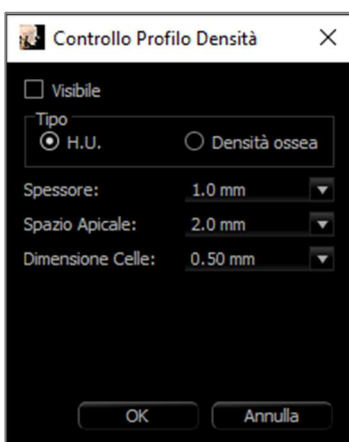 Controllo Profilo Densità
Visibile
Tipo
H.U. Densità ossea
Spessore: 1.0 mm
Spazio Apicale: 2.0 mm
Dimensione Celle: 0.50 mm
OK Annulla